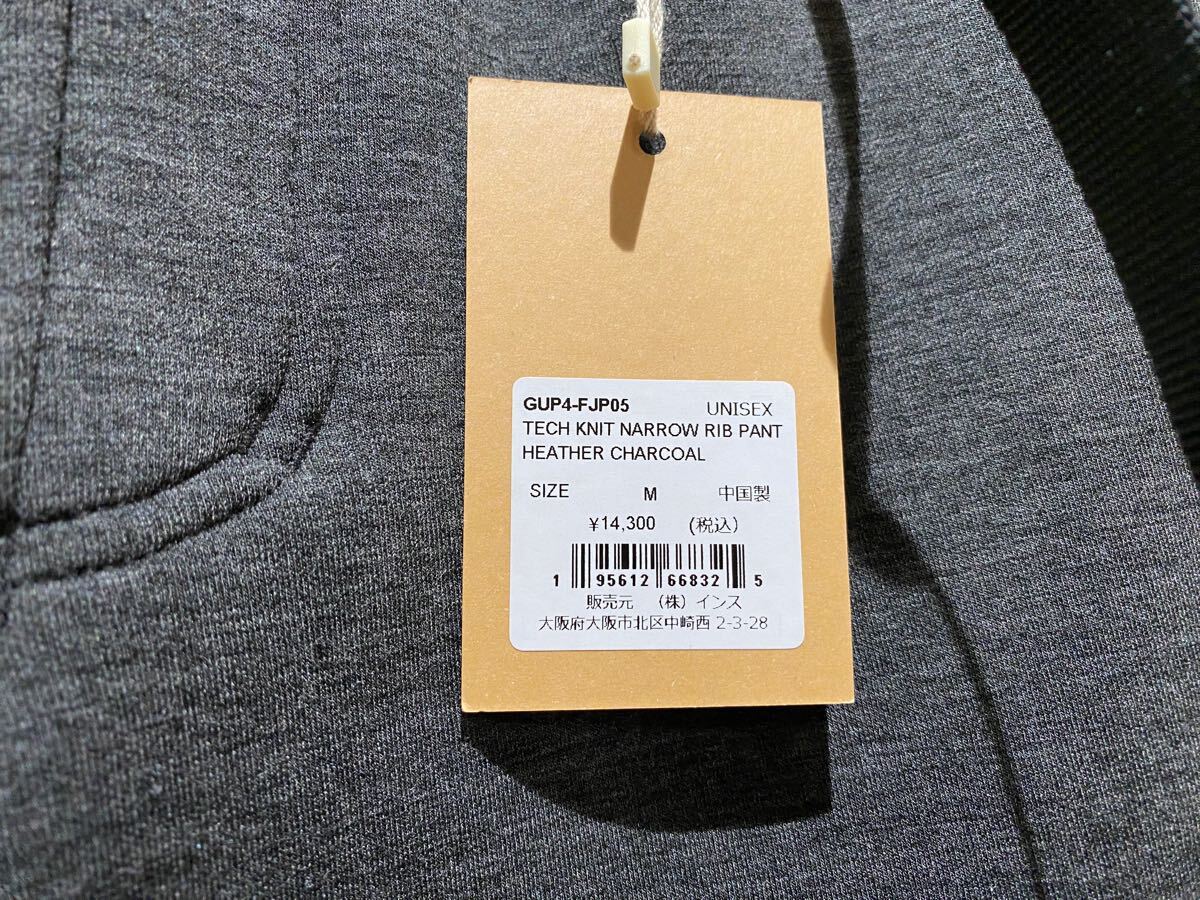 GUP4-FJP05 UNISEX
TECH KNIT NARROW RIB PANT
HEATHER CHARCOAL
SIZE M 中国製
¥14,300 (税込)
1 95612 66832 5
販売元 (株)インス
大阪府大阪市北区中崎西 2-3-28